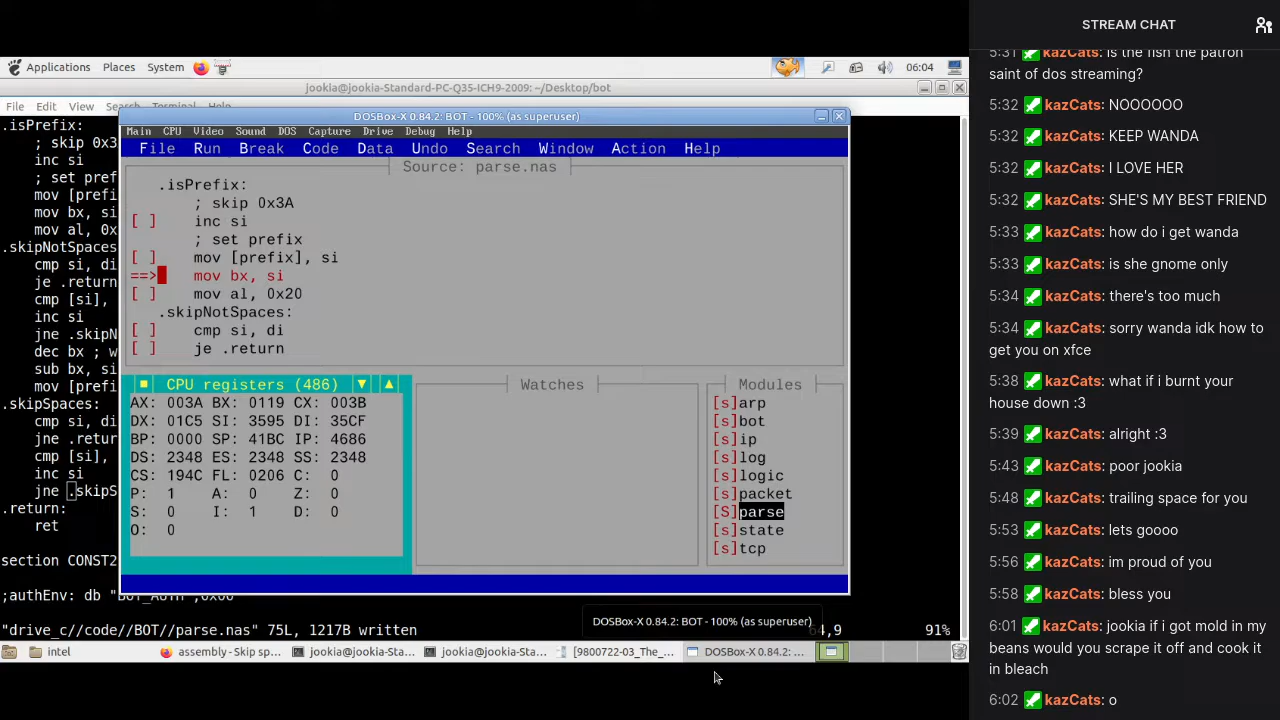 STREAM CHAT
Applications Places System 06:04
jookla@jookla-Standard-PC-Q35-ICH9-2009: ~/Desktop/bot
File Edit View Search Terminal Help
DOSBox-X 0.84.2: BOT - 100% (as superuser)
Main CPU Video Sound DOS Capture Drive Debug Help
File Run Break Code Data Undo Search Window Action Help
Source: parse.nas
.isPrefix:
; skip 0x3A
[ ] inc si
; set prefix
[ ] mov [prefix], si
==> mov bx, si
[ ] mov al, 0x20
.skipNotSpaces:
[ ] cmp si, di
[ ] je .return
CPU registers (486)
AX: 003A BX: 0119 CX: 003B
DX: 01C5 SI: 3595 DI: 35CF
BP: 0000 SP: 41BC IP: 4686
DS: 2348 ES: 2348 SS: 2348
CS: 194C FL: 0206 C: 0
P: 1 A: 0 Z: 0
S: 0 I: 1 D: 0
O: 0
Watches
Modules
[s]arp
[s]bot
[s]ip
[s]log
[s]logic
[s]packet
[S]parse
[s]state
[s]tcp
.isPrefix:
; skip 0x3
inc si
; set pref
mov [prefi
mov bx, si
mov al, 0x
.skipNotSpaces
cmp si, di
je .return
cmp [si],
inc si
jne .skipN
dec bx ; w
sub bx, si
mov [prefi
.skipSpaces:
cmp si, di
jne .retur
cmp [si],
inc si
jne .skipS
.return:
ret
section CONST2
"drive_c//code//BOT//parse.nas" 75L, 1217B written
4,9 91%
DOSBox-X 0.84.2: BOT - 100% (as superuser)
intel
assembly - Skip sp...
jookla@jookla-Sta...
jookla@jookla-Sta...
[9800722-03_The_...
DOSBox-X 0.84.2: ...
5:31 kazCats: is the fish the patron
saint of dos streaming?
5:32 kazCats: NOOOOOO
5:32 kazCats: KEEP WANDA
5:32 kazCats: I LOVE HER
5:32 kazCats: SHE'S MY BEST FRIEND
5:33 kazCats: how do i get wanda
5:33 kazCats: is she gnome only
5:34 kazCats: there's too much
5:34 kazCats: sorry wanda idk how to
get you on xfce
5:38 kazCats: what if i burnt your
house down :3
5:39 kazCats: alright :3
5:43 kazCats: poor jookia
5:48 kazCats: trailing space for you
5:53 kazCats: lets goooo
5:56 kazCats: im proud of you
5:58 kazCats: bless you
6:01 kazCats: jookia if i got mold in my
beans would you scrape it off and cook it
in bleach
6:02 kazCats: o